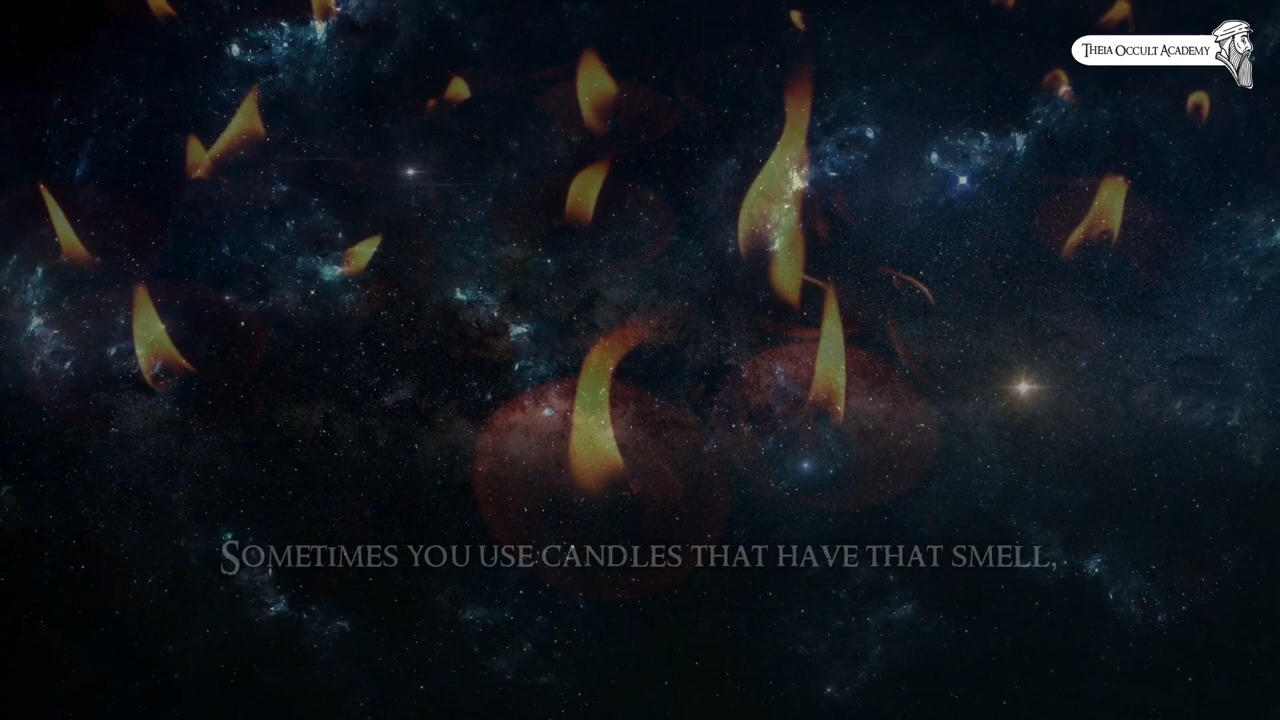 Theia Occult Academy
Sometimes you use candles that have that smell,